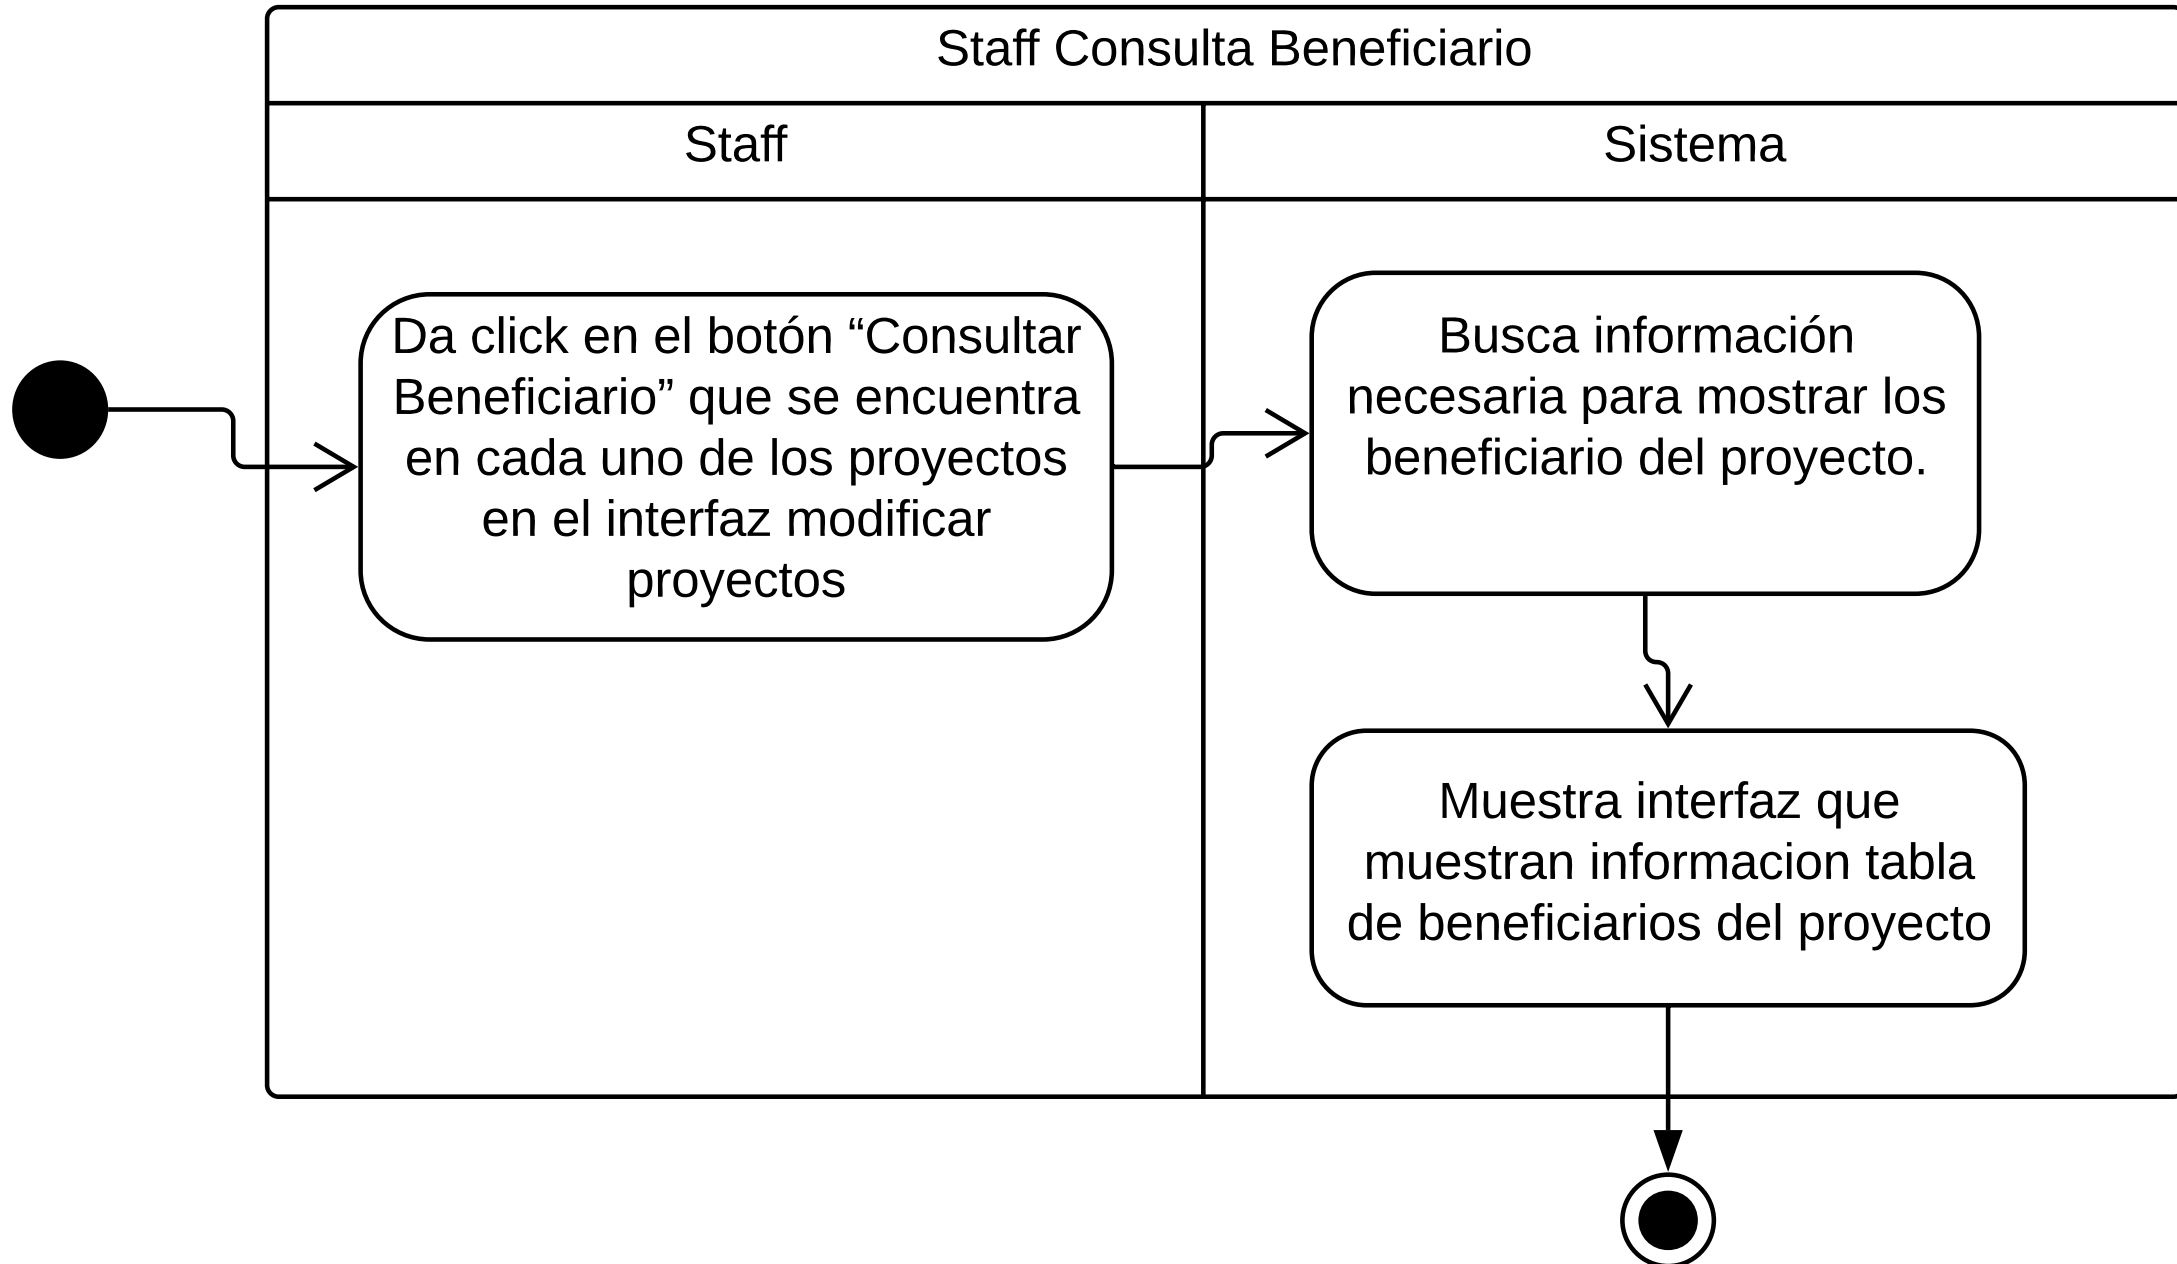 Staff Consulta Beneficiario
Staff
Sistema
Da click en el botón “Consultar
Beneficiario” que se encuentra
en cada uno de los proyectos
en el interfaz modificar
proyectos
Busca información
necesaria para mostrar los
beneficiario del proyecto.
Muestra interfaz que
muestran informacion tabla
de beneficiarios del proyecto